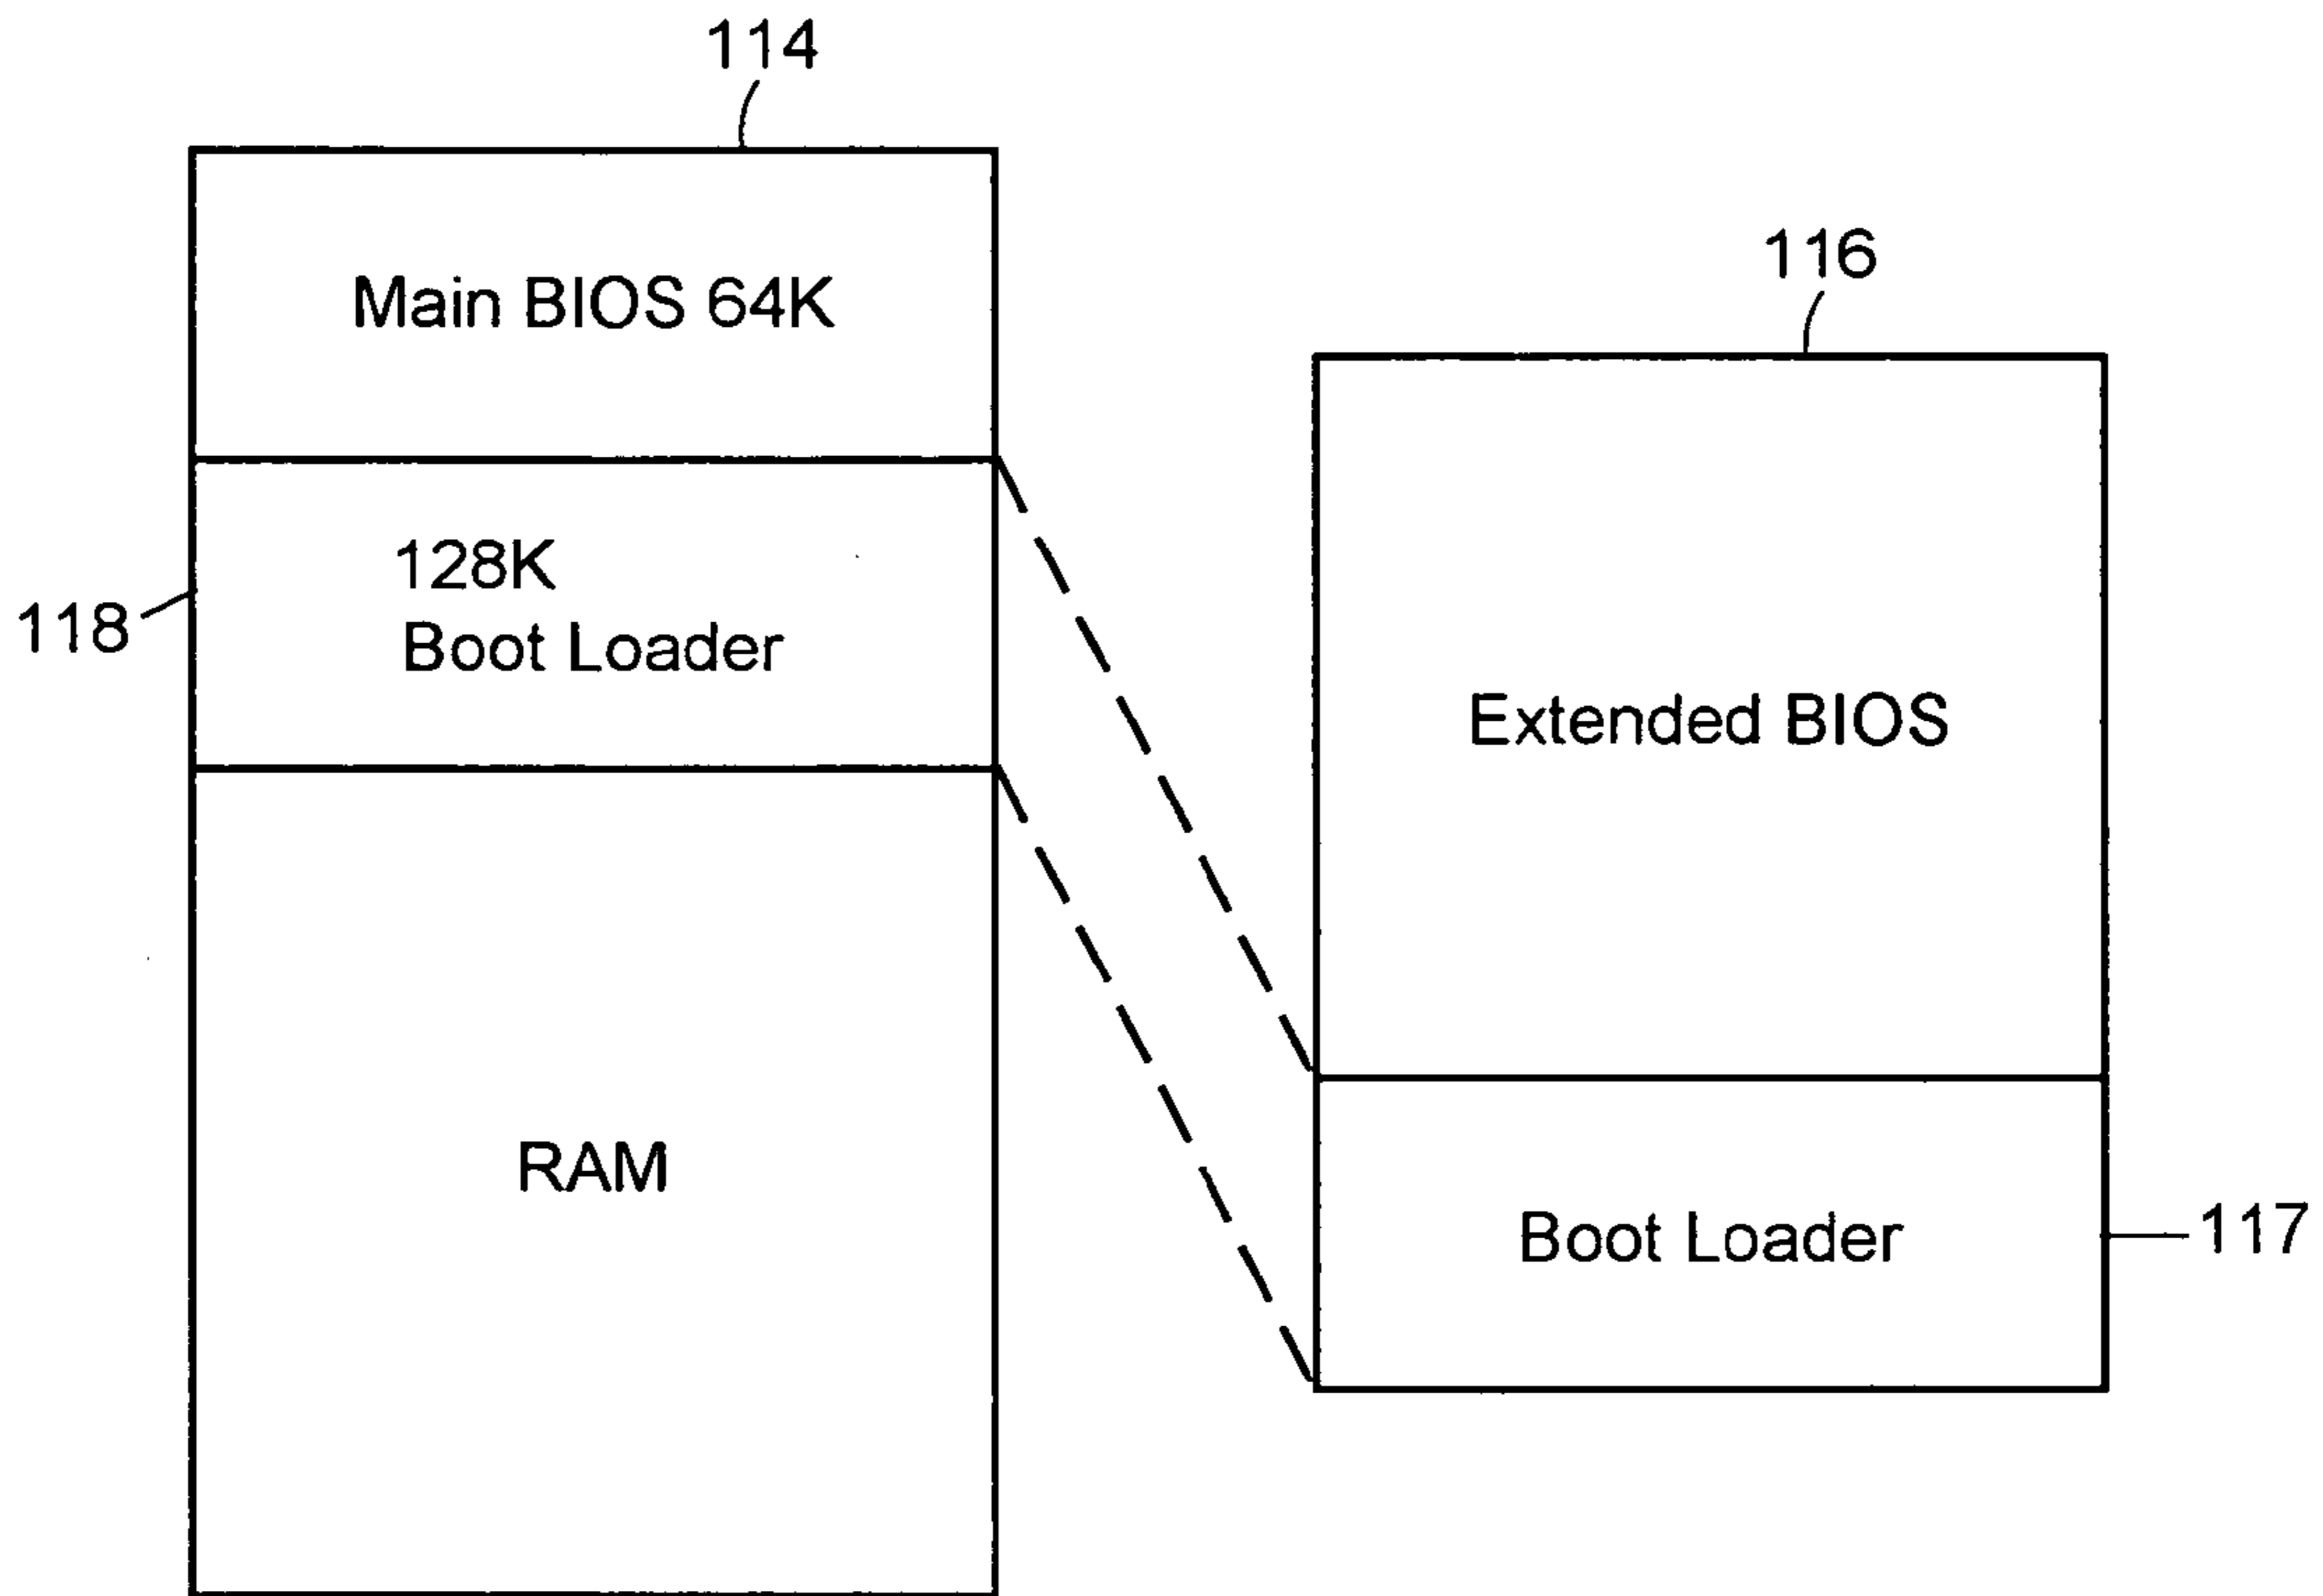 114
Main BIOS 64K
116
128K
Boot Loader
118
Extended BIOS
RAM
Boot Loader
117